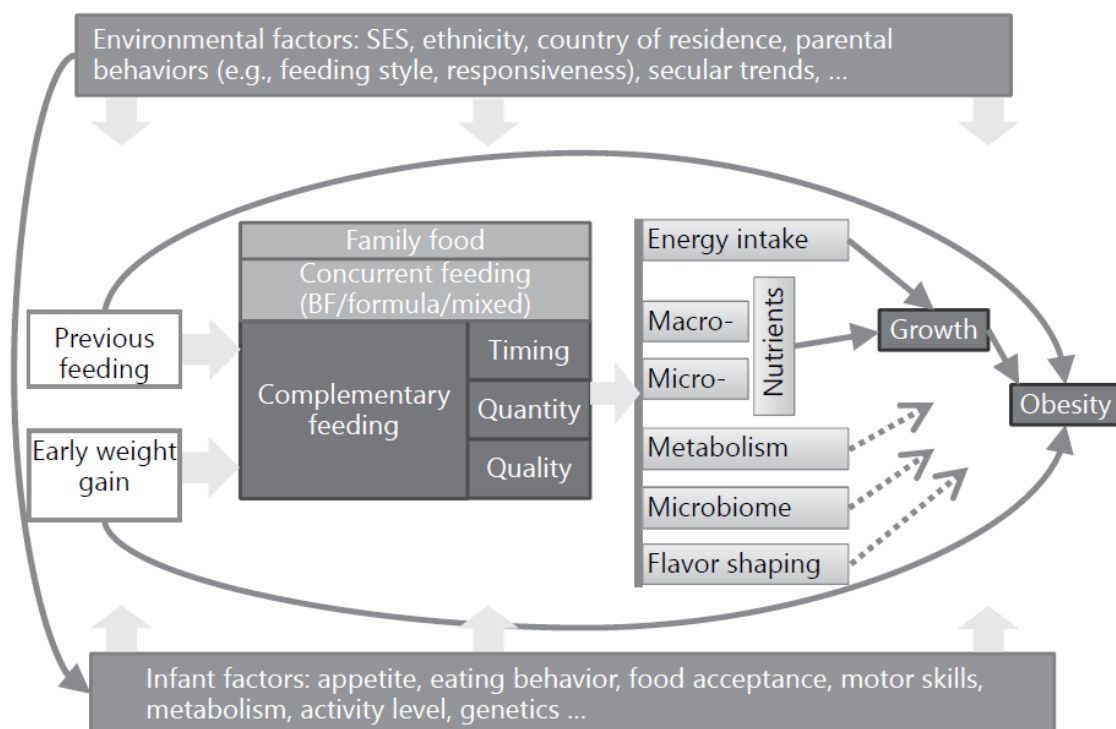 Environmental factors: SES, ethnicity, country of residence, parental
behaviors (e.g., feeding style, responsiveness), secular trends, ...
Previous
feeding
Early weight
gain
Family food
Concurrent feeding
(BF/formula/mixed)
Complementary
feeding
Timing
Quantity
Quality
Energy intake
Macro-
Micro-
Nutrients
Metabolism
Microbiome
Flavor shaping
Growth
Obesity
Infant factors: appetite, eating behavior, food acceptance, motor skills,
metabolism, activity level, genetics ...